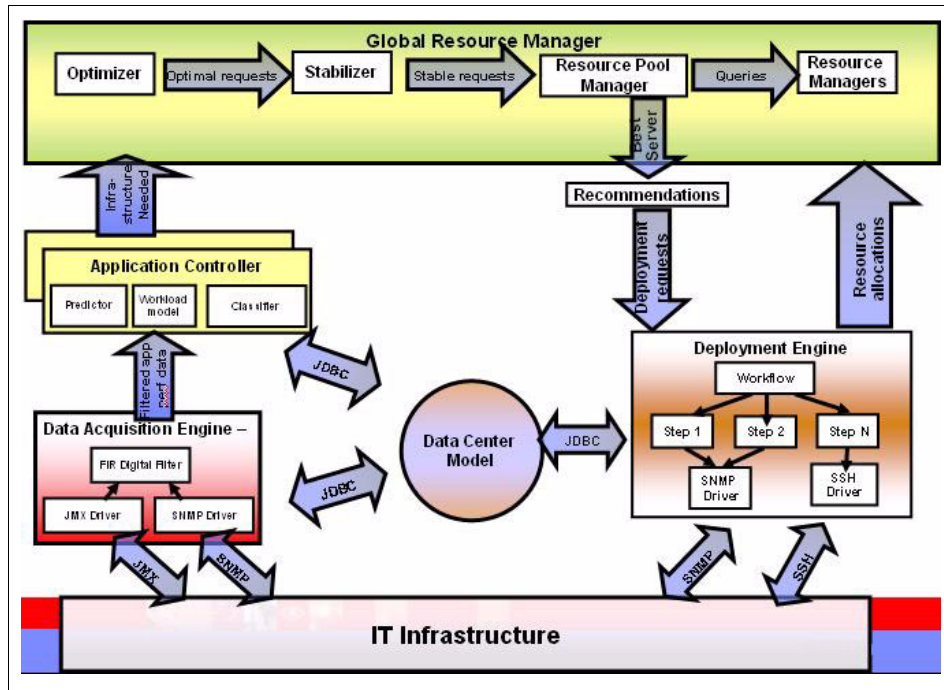 Global Resource Manager
Optimizer
Optimal requests
Stabilizer
Stable requests
Resource Pool
Manager
Queries
Resource
Managers
Best
Server
Recommendations
Infra-
structure
Needed
Deployment
requests
Resource
allocations
Application Controller
Predictor
Workload
model
Classifier
Filtered app
perf data
JDBC
Data Acquisition Engine –
FIR Digital Filter
JMX Driver
SNMP Driver
JDBC
Data Center
Model
JDBC
Deployment Engine
Workflow
Step 1
Step 2
Step N
SNMP
Driver
SSH
Driver
JMX
SNMP
SNMP
SSH
IT Infrastructure